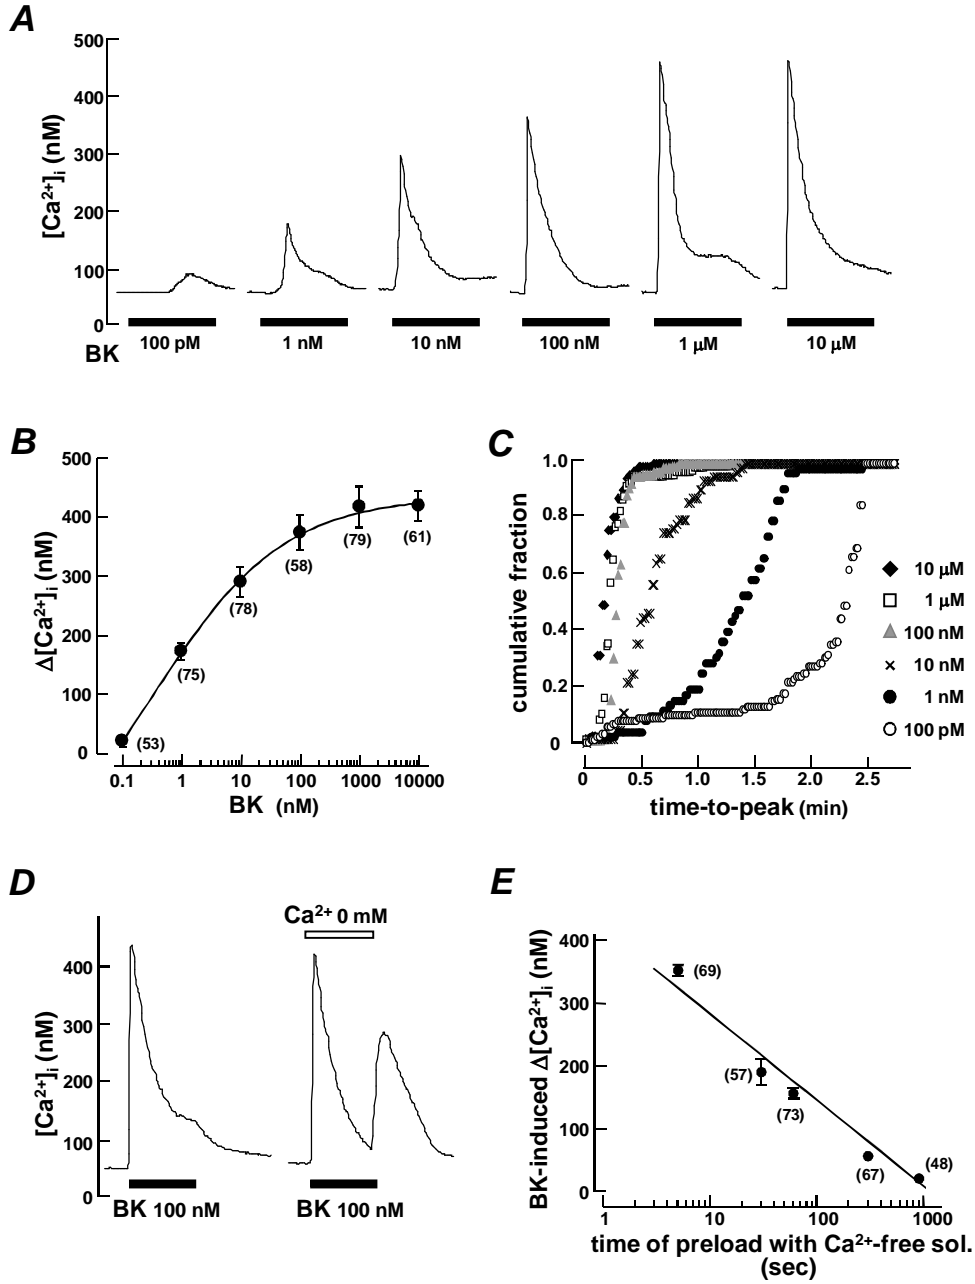 A
500
400
300
200
100
0
[Ca²⁺]ᵢ (nM)
BK
100 pM
1 nM
10 nM
100 nM
1 μM
10 μM
B
500
400
300
200
100
0
Δ[Ca²⁺]ᵢ (nM)
(53)
(75)
(78)
(58)
(79)
(61)
0.1
1
10
100
1000
10000
BK (nM)
C
1.0
0.8
0.6
0.4
0.2
0
cumulative fraction
0
0.5
1.0
1.5
2.0
2.5
time-to-peak (min)
10 μM
1 μM
100 nM
10 nM
1 nM
100 pM
D
Ca²⁺ 0 mM
400
300
200
100
0
[Ca²⁺]ᵢ (nM)
BK 100 nM
BK 100 nM
E
400
300
200
100
0
BK-induced Δ[Ca²⁺]ᵢ (nM)
(69)
(57)
(73)
(67)
(48)
1
10
100
1000
time of preload with Ca²⁺-free sol.
(sec)